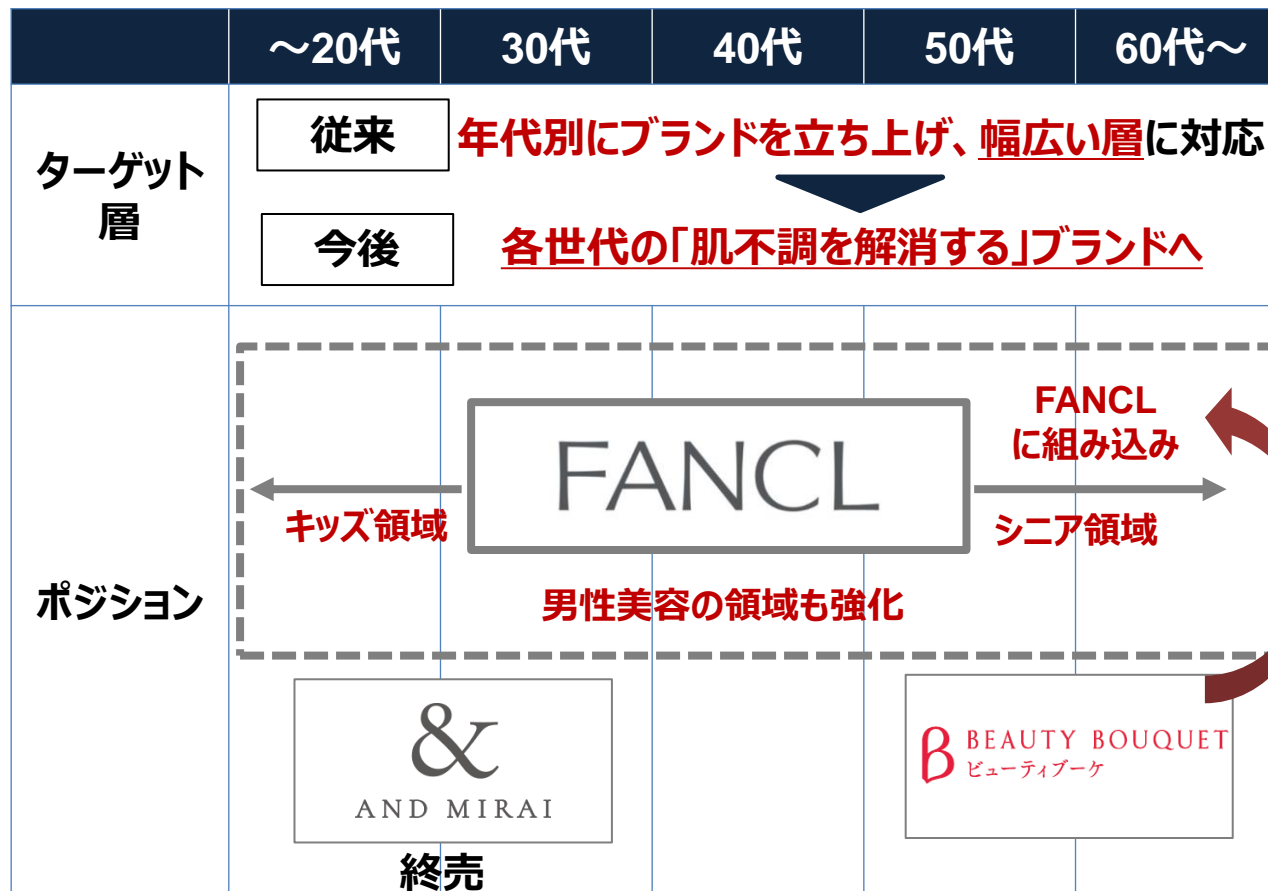 ～20代
30代
40代
50代
60代～
ターゲット
層
従来
年代別にブランドを立ち上げ、幅広い層に対応
今後
各世代の「肌不調を解消する」ブランドへ
ポジション
FANCL
に組み込み
FANCL
キッズ領域
シニア領域
男性美容の領域も強化
&
AND MIRAI
終売
B BEAUTY BOUQUET
ビューティブーケ